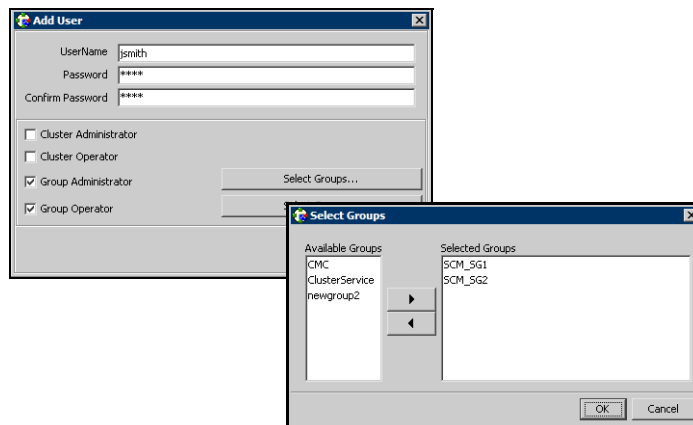 Add User
UserName jsmith
Password ****
Confirm Password ****
Cluster Administrator
Cluster Operator
Group Administrator Select Groups...
Group Operator
Select Groups
Available Groups
CMC
ClusterService
newgroup2
Selected Groups
SCM_SG1
SCM_SG2
OK Cancel